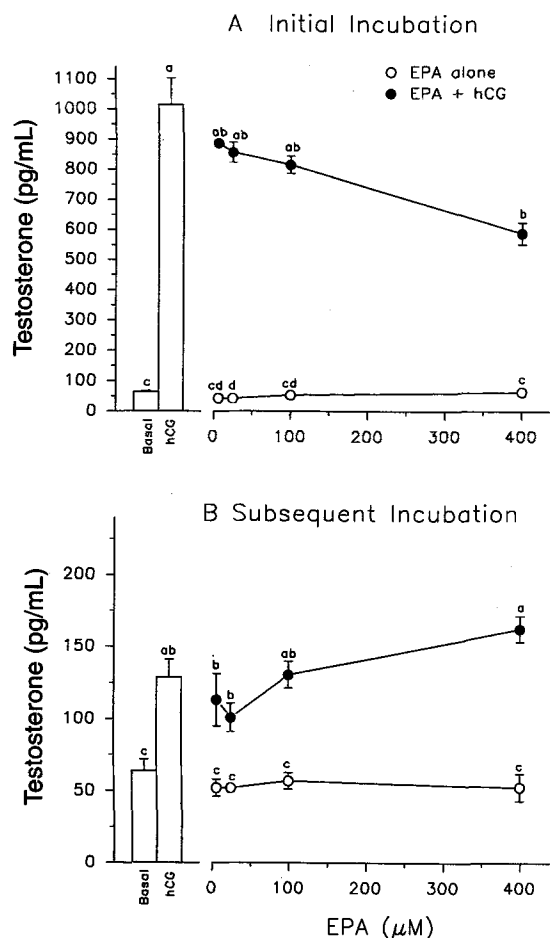 A Initial Incubation
EPA alone
EPA + hCG
Testosterone (pg/mL)
1100
1000
900
800
700
600
500
400
300
200
100
0
a
c
ab
ab
ab
b
cd
d
cd
c
Basal
hCG
0
100
200
300
400
B Subsequent Incubation
Testosterone (pg/mL)
200
150
100
50
0
ab
c
b
b
ab
a
c
c
c
c
Basal
hCG
0
100
200
300
400
EPA (μM)